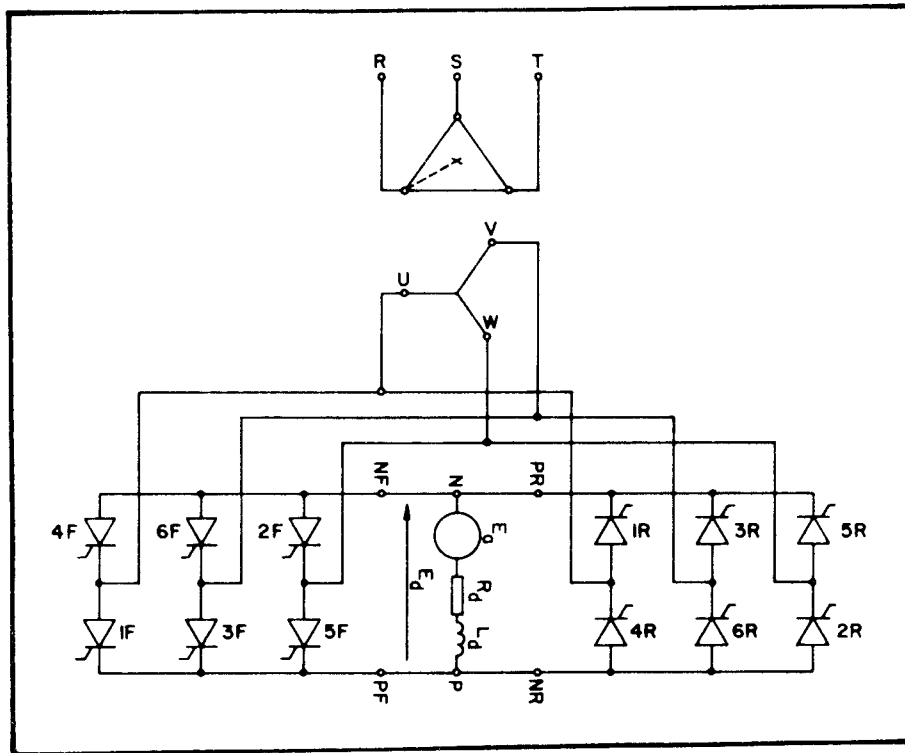 R S T
V
U
W
NF N PR
4F 6F 2F Ea 1R 3R 5R
Ed Rd
1F 3F 5F Ld 4R 6R 2R
PF P NR